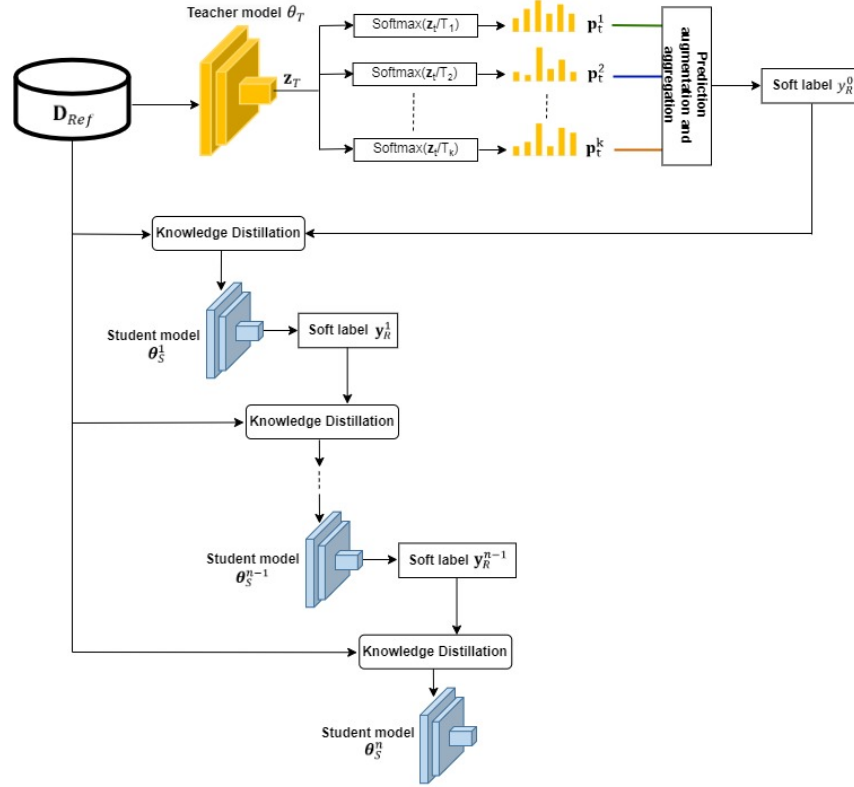 Teacher model θ_T
D_Ref
z_T
Softmax(z_t/T_1)
p_t^1
Softmax(z_t/T_2)
p_t^2
Softmax(z_t/T_k)
p_t^k
Prediction
augmentation and
aggregation
Soft label y_R^0
Knowledge Distillation
Student model
θ_S^1
Soft label y_R^1
Knowledge Distillation
Student model
θ_S^{n-1}
Soft label y_R^{n-1}
Knowledge Distillation
Student model
θ_S^n